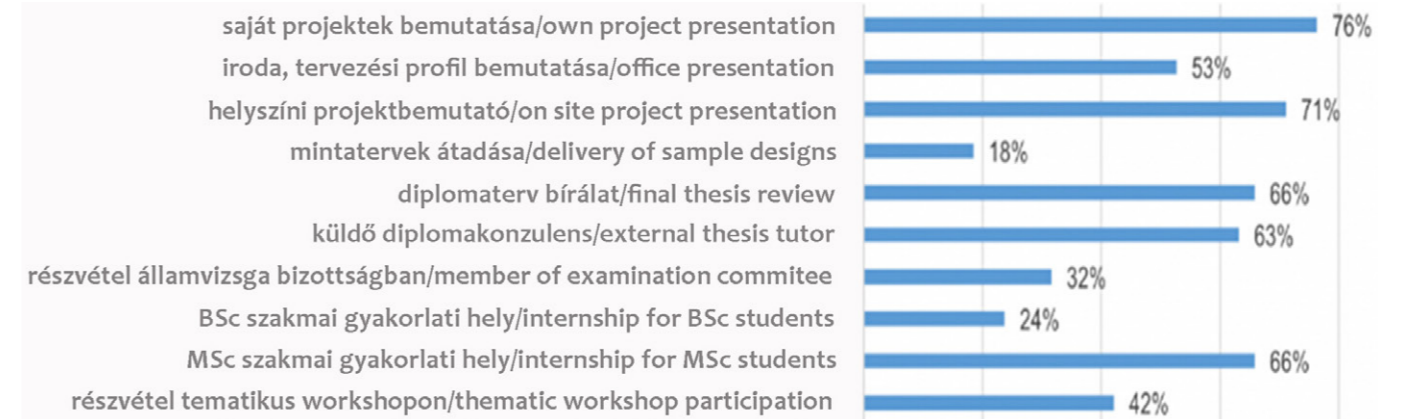 saját projektek bemutatása/own project presentation 76%
iroda, tervezési profil bemutatása/office presentation 53%
helyszíni projektbemutató/on site project presentation 71%
mintatervek átadása/delivery of sample designs 18%
diplomaterv bírálat/final thesis review 66%
küldő diplomakonzulens/external thesis tutor 63%
részvétel államvizsga bizottságban/member of examination commitee 32%
BSc szakmai gyakorlati hely/internship for BSc students 24%
MSc szakmai gyakorlati hely/internship for MSc students 66%
részvétel tematikus workshopon/thematic workshop participation 42%